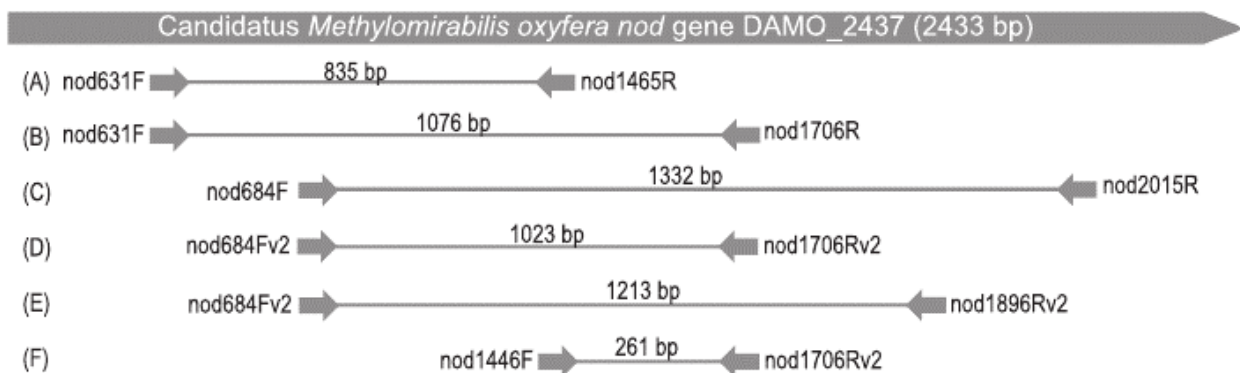 Candidatus Methylomirabilis oxyfera nod gene DAMO_2437 (2433 bp)
(A) nod631F 835 bp nod1465R
(B) nod631F 1076 bp nod1706R
(C) nod684F 1332 bp nod2015R
(D) nod684Fv2 1023 bp nod1706Rv2
(E) nod684Fv2 1213 bp nod1896Rv2
(F) nod1446F 261 bp nod1706Rv2